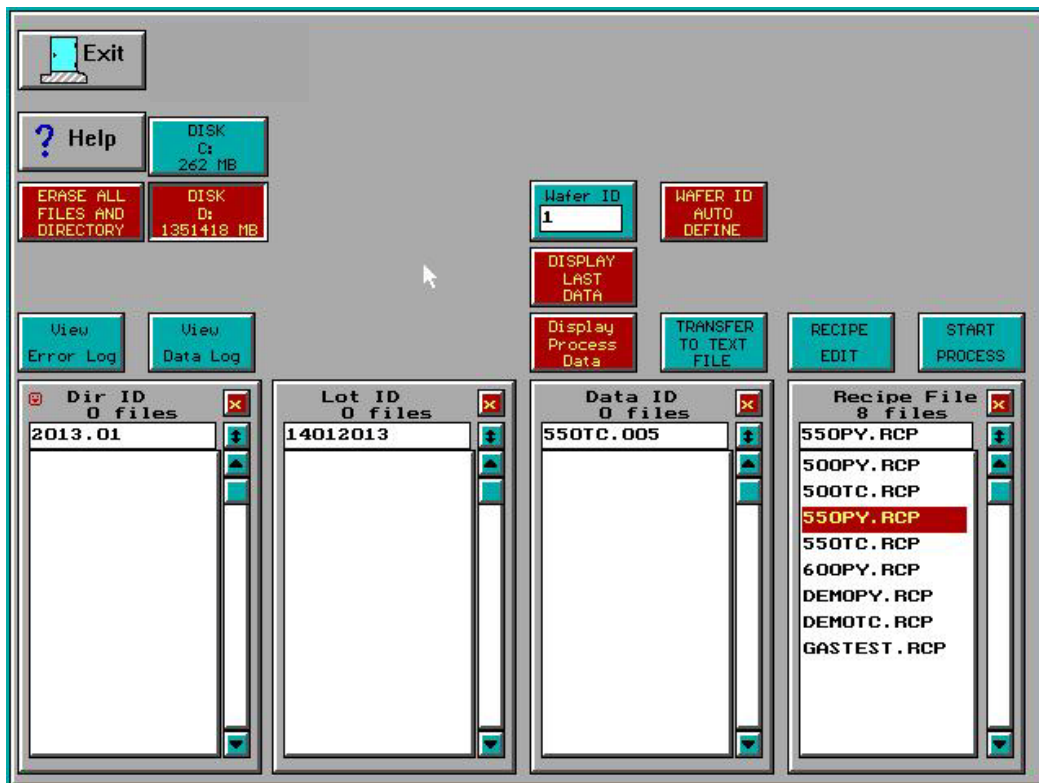 Exit
? Help
DISK
C:
262 MB
ERASE ALL
FILES AND
DIRECTORY
DISK
D:
1351418 MB
Wafer ID
1
WAFER ID
AUTO
DEFINE
DISPLAY
LAST
DATA
View
Error Log
View
Data Log
Display
Process
Data
TRANSFER
TO TEXT
FILE
RECIPE
EDIT
START
PROCESS
Dir ID
0 files
2013.01
Lot ID
0 files
14012013
Data ID
0 files
550TC.005
Recipe File
8 files
550PY.RCP
500PY.RCP
500TC.RCP
550PY.RCP
550TC.RCP
600PY.RCP
DEMOPY.RCP
DEMOTC.RCP
GASTEST.RCP